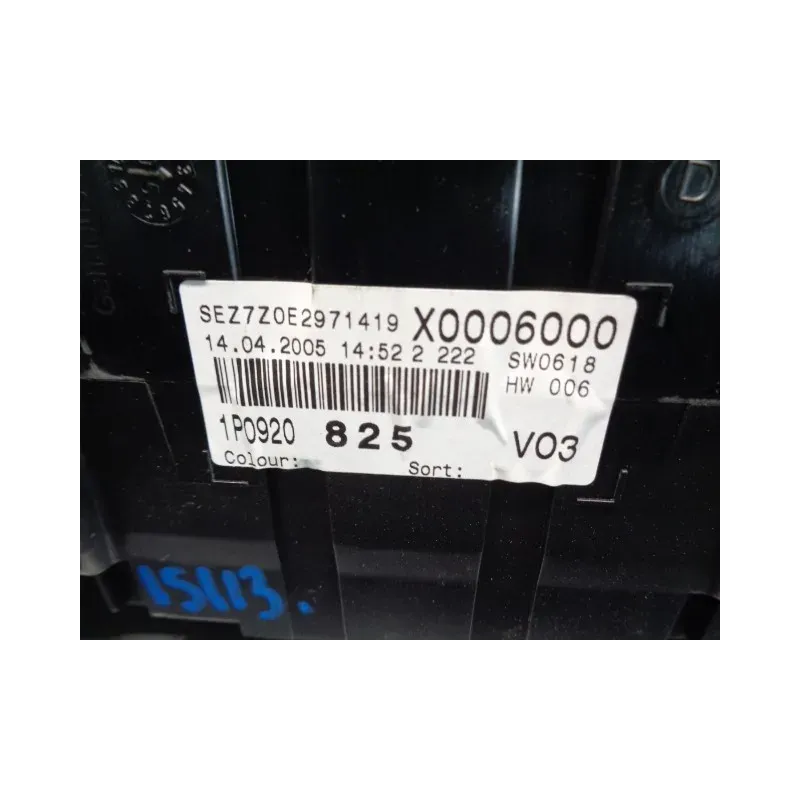 SEZ7Z0E2971419 X0006000
14.04.2005 14:52 2 222 SW0618
HW 006
1P0920 825 V03
Colour: Sort:
15113.
D